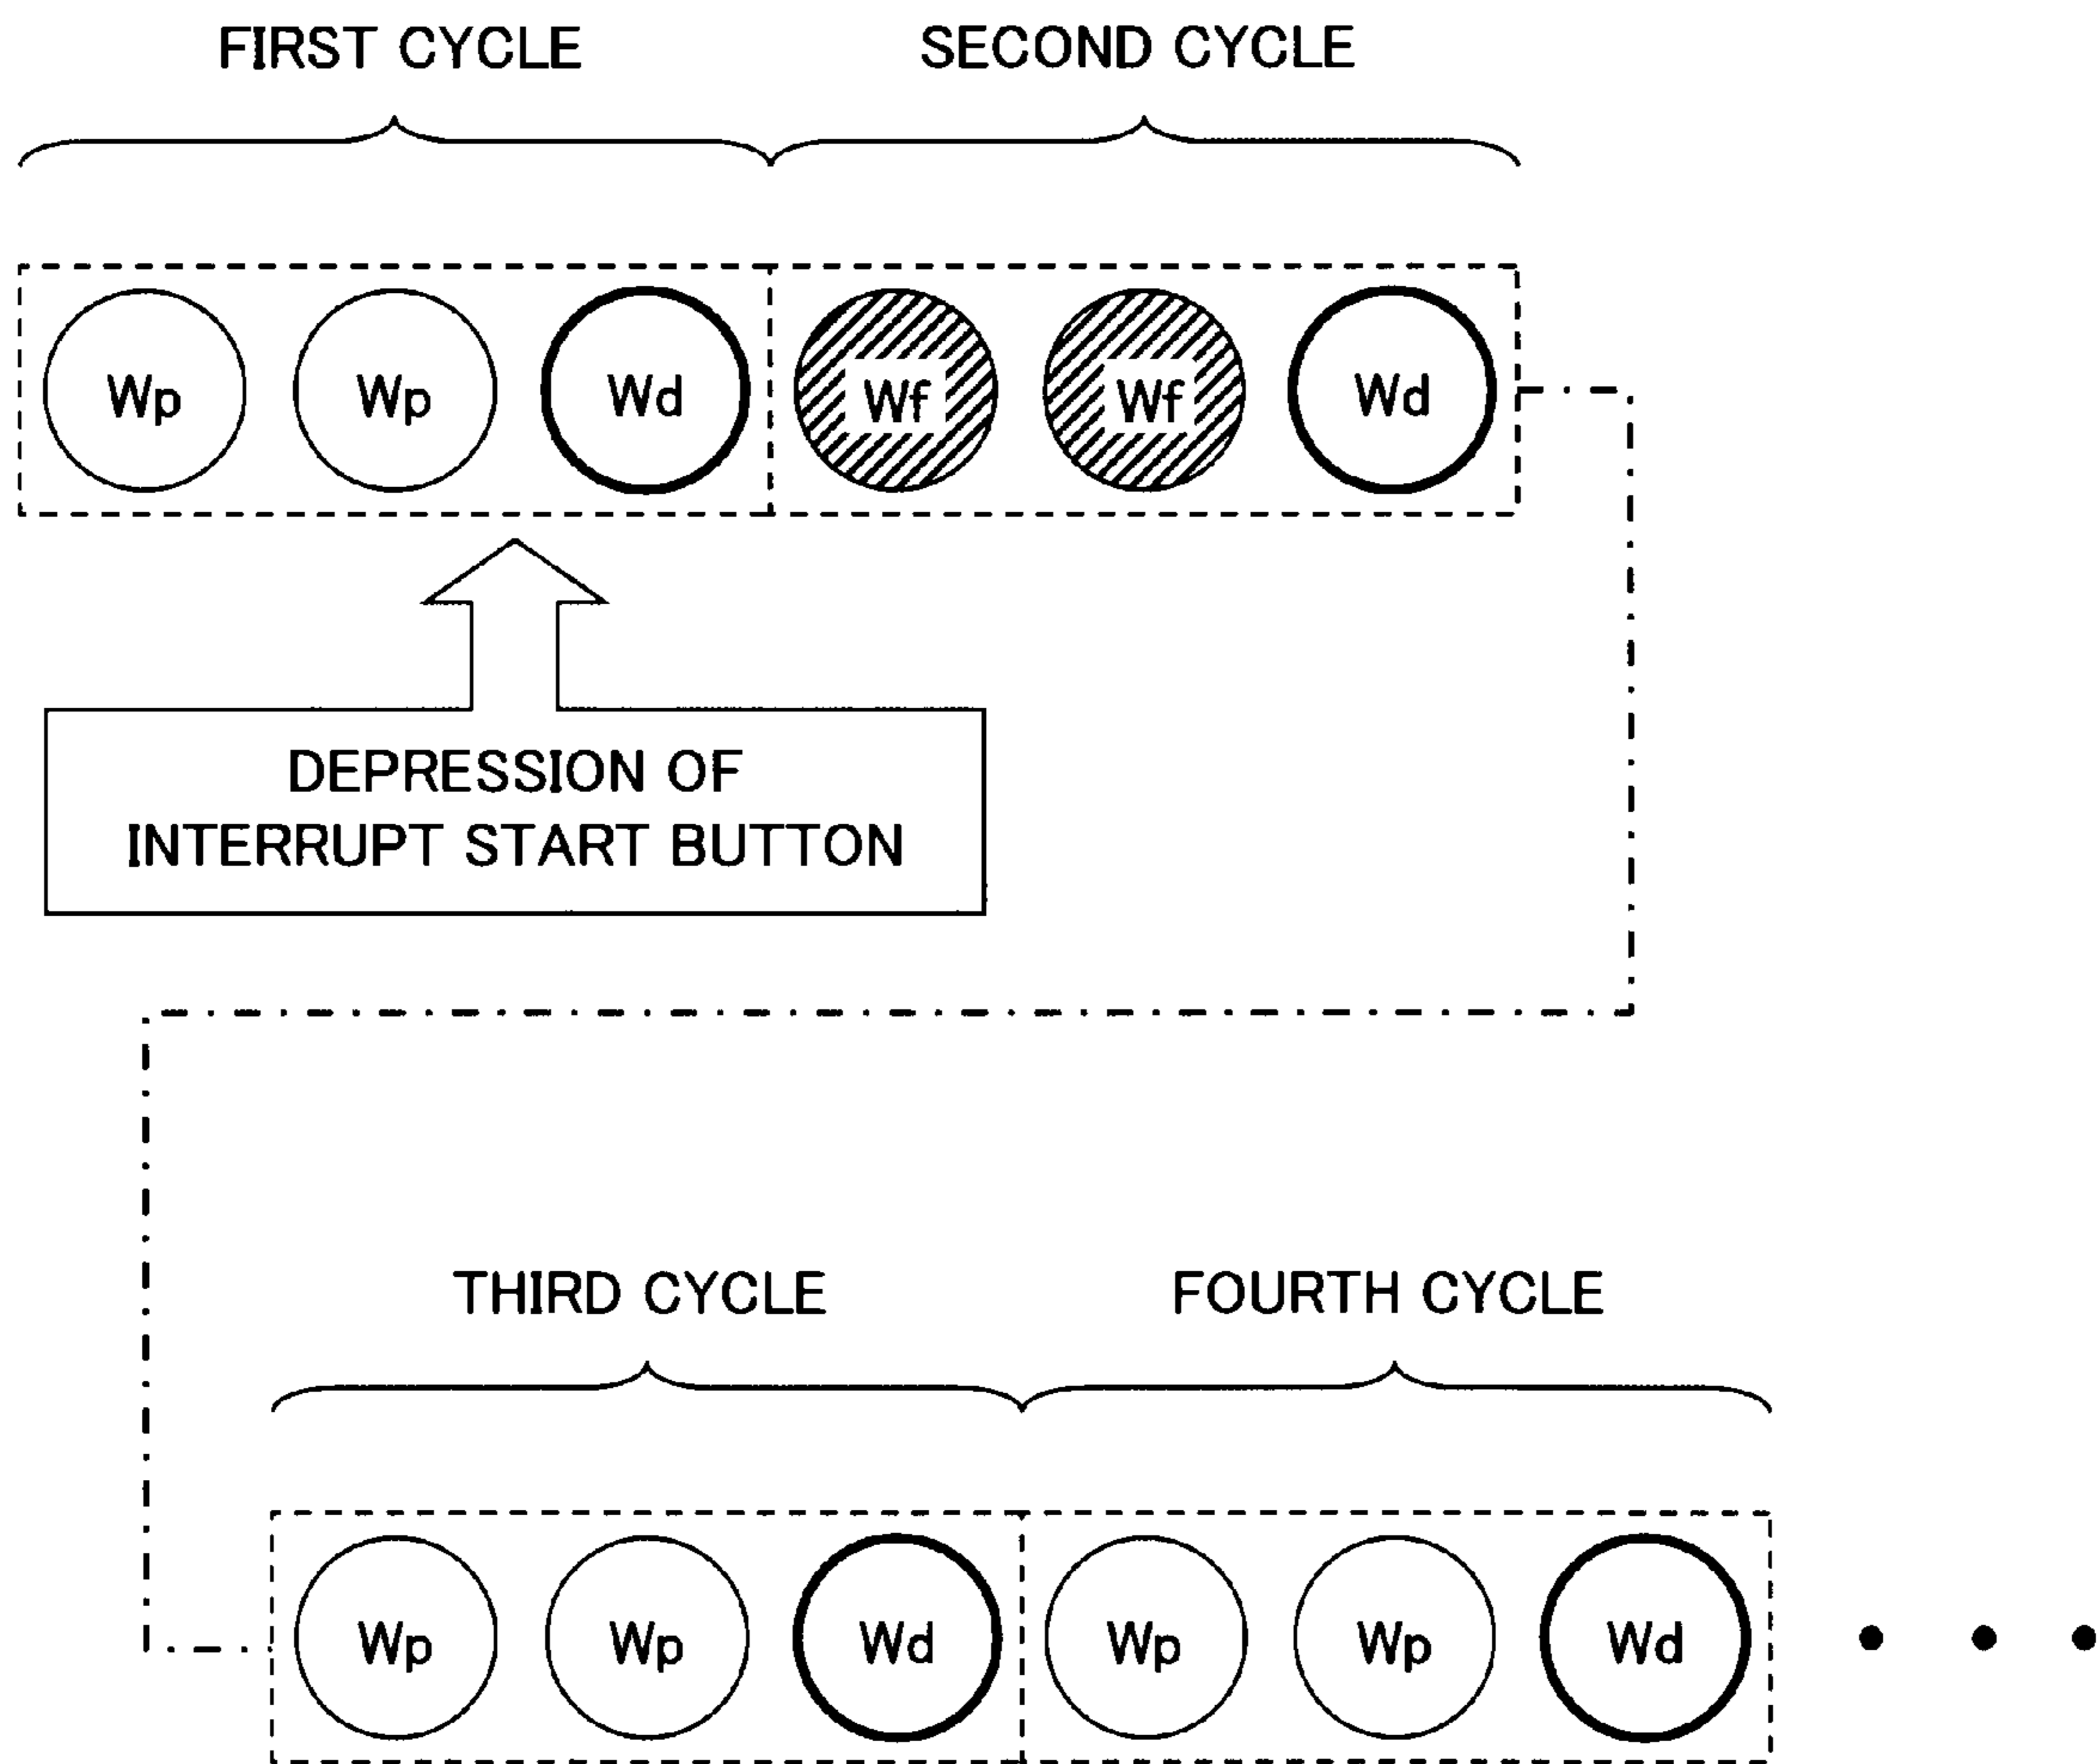 FIRST CYCLE SECOND CYCLE
Wp Wp Wd Wf Wf Wd
DEPRESSION OF
INTERRUPT START BUTTON
THIRD CYCLE FOURTH CYCLE
Wp Wp Wd Wp Wp Wd